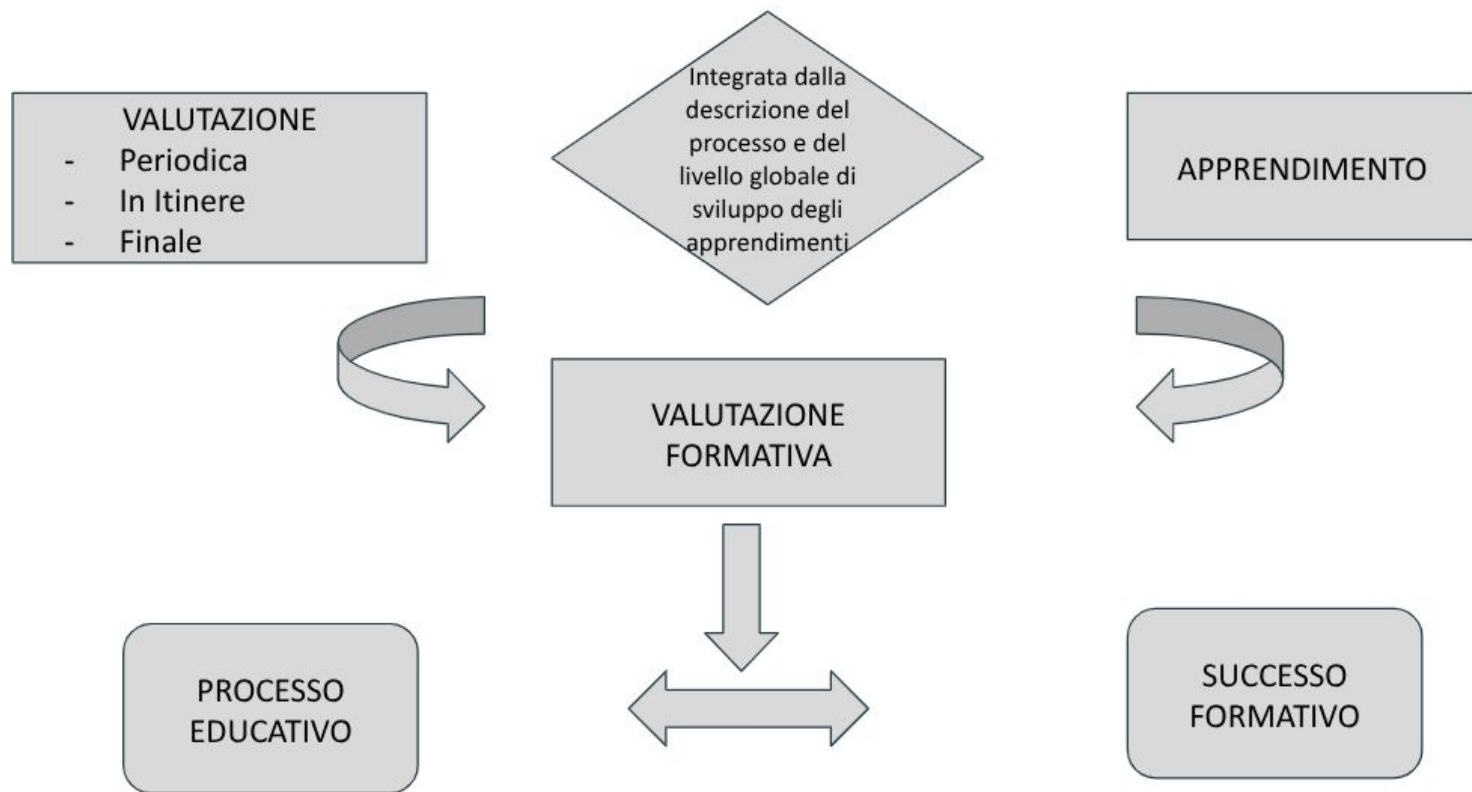 VALUTAZIONE
- Periodica
- In Itinere
- Finale
Integrata dalla
descrizione del
processo e del
livello globale di
sviluppo degli
apprendimenti
APPRENDIMENTO
VALUTAZIONE
FORMATIVA
PROCESSO
EDUCATIVO
SUCCESSO
FORMATIVO